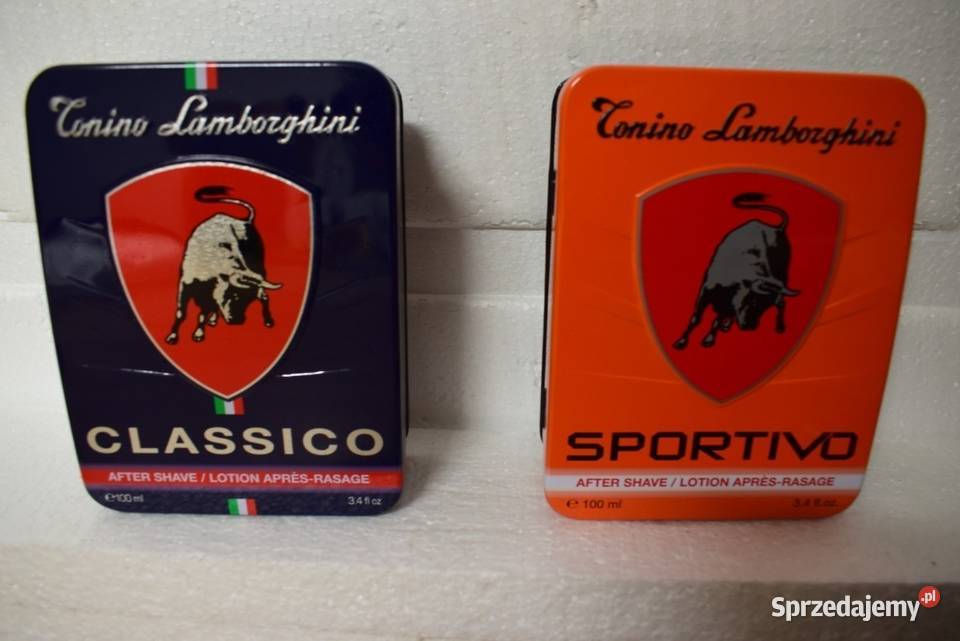 Tonino Lamborghini
CLASSICO
AFTER SHAVE / LOTION APRÈS-RASAGE
℮100 ml 3.4 fl oz
Tonino Lamborghini
SPORTIVO
AFTER SHAVE / LOTION APRÈS-RASAGE
℮ 100 ml 3.4 fl.oz.
Sprzedajemy.pl